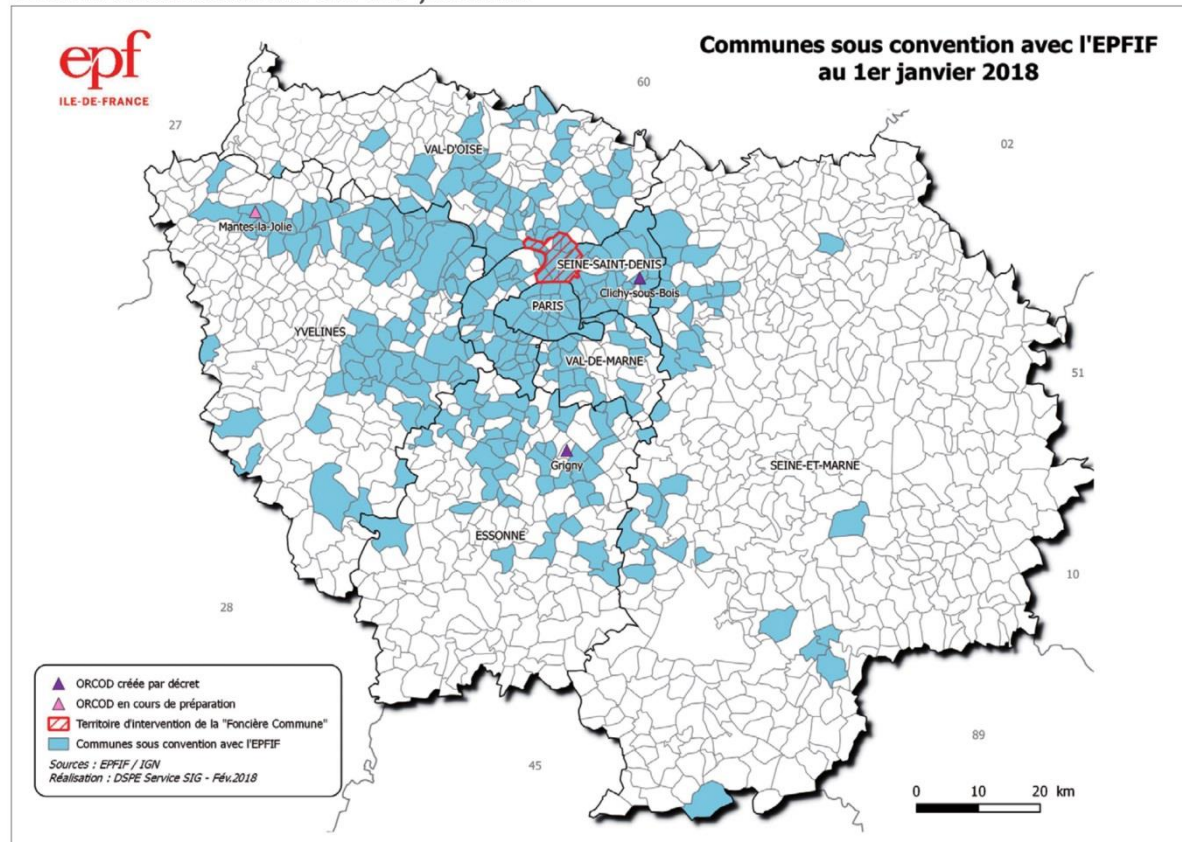 epf
ILE-DE-FRANCE
Communes sous convention avec l'EPFIF
au 1er janvier 2018
60
27
02
VAL-D'OISE
Mantes-la-Jolie
SEINE-SAINT-DENIS
Clichy-sous-Bois
PARIS
YVELINES
VAL-DE-MARNE
51
Grigny
SEINE-ET-MARNE
ESSONNE
10
28
89
45
ORCOD créée par décret
ORCOD en cours de préparation
Territoire d'intervention de la "Foncière Commune"
Communes sous convention avec l'EPFIF
Sources : EPFIF / IGN
Réalisation : DSPE Service SIG - Fév.2018
0 10 20 km